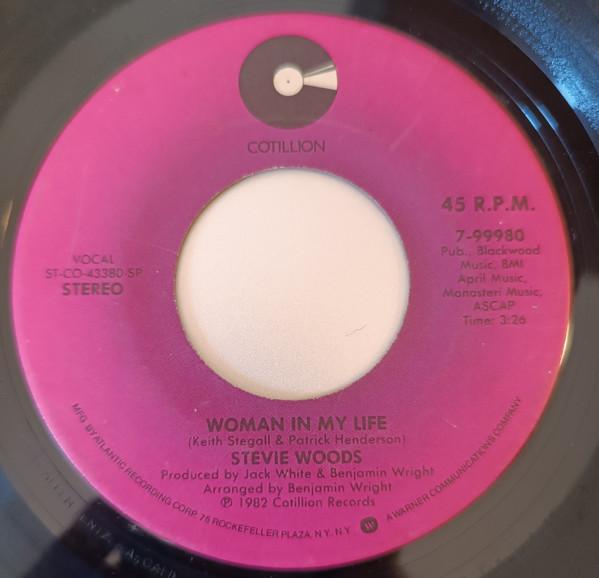 COTILLION
45 R.P.M.
7-99980
Pub., Blackwood
Music, BMI
April Music,
Monasteri Music,
ASCAP
Time: 3:26
VOCAL
ST-CO-43380-SP
STEREO
WOMAN IN MY LIFE
(Keith Stegall & Patrick Henderson)
STEVIE WOODS
Produced by Jack White & Benjamin Wright
Arranged by Benjamin Wright
℗ 1982 Cotillion Records
MFG. BY ATLANTIC RECORDING CORP. 75 ROCKEFELLER PLAZA, N.Y., N.Y. W A WARNER COMMUNICATIONS COMPANY